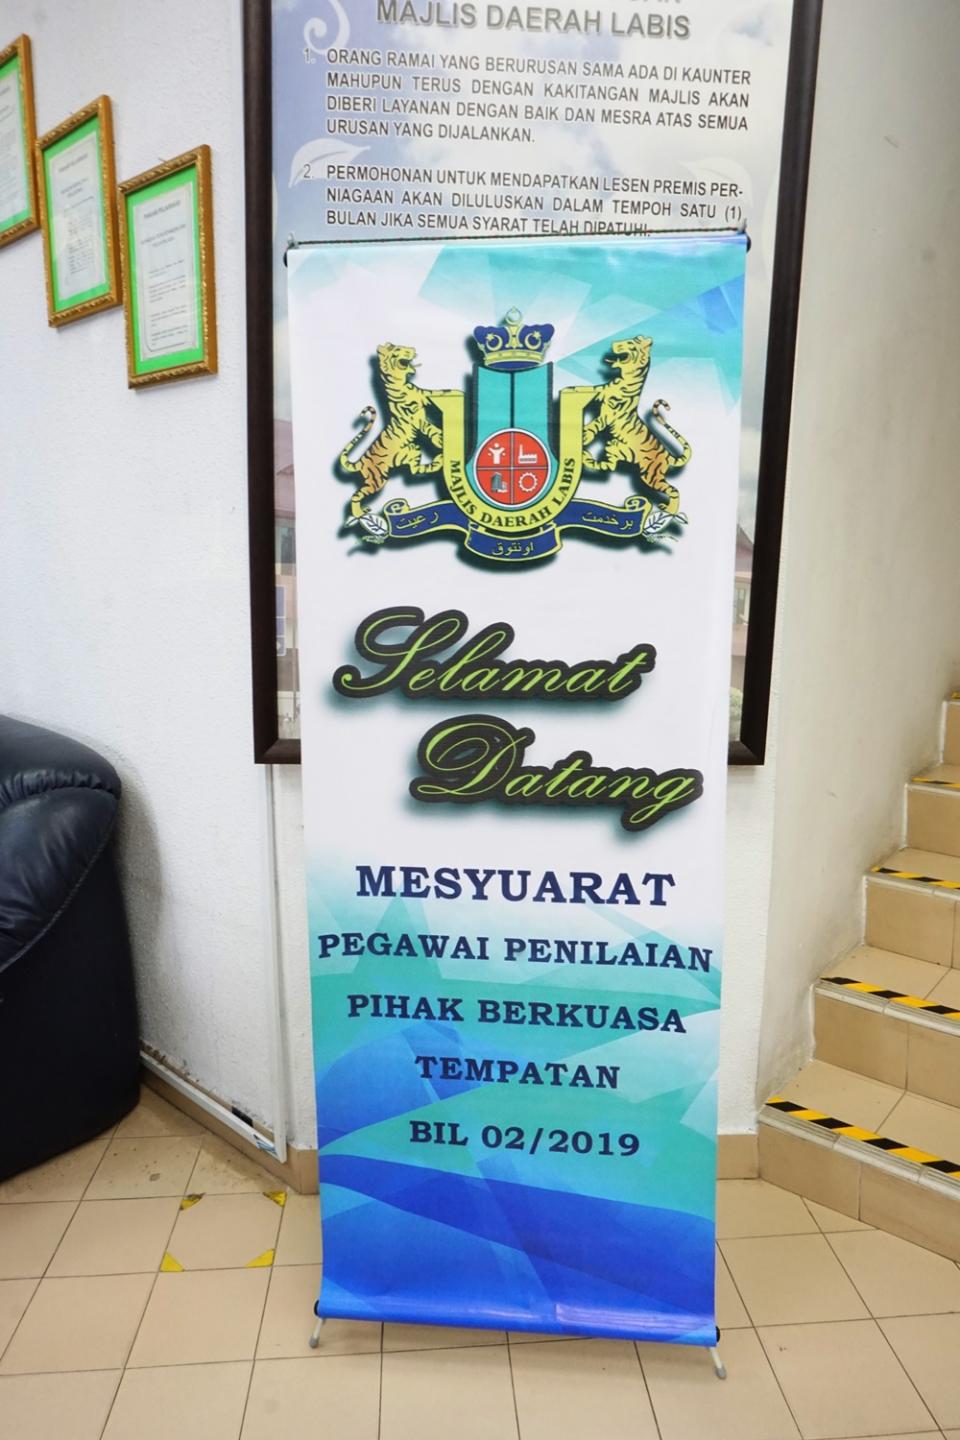 MAJLIS DAERAH LABIS
1. ORANG RAMAI YANG BERURUSAN SAMA ADA DI KAUNTER
MAHUPUN TERUS DENGAN KAKITANGAN MAJLIS AKAN
DIBERI LAYANAN DENGAN BAIK DAN MESRA ATAS SEMUA
URUSAN YANG DIJALANKAN.
2. PERMOHONAN UNTUK MENDAPATKAN LESEN PREMIS PER-
NIAGAAN AKAN DILULUSKAN DALAM TEMPOH SATU (1)
BULAN JIKA SEMUA SYARAT TELAH DIPATUHI.
MAJLIS DAERAH LABIS
برخدمت اونتوق رعيت
Selamat
Datang
MESYUARAT
PEGAWAI PENILAIAN
PIHAK BERKUASA
TEMPATAN
BIL 02/2019